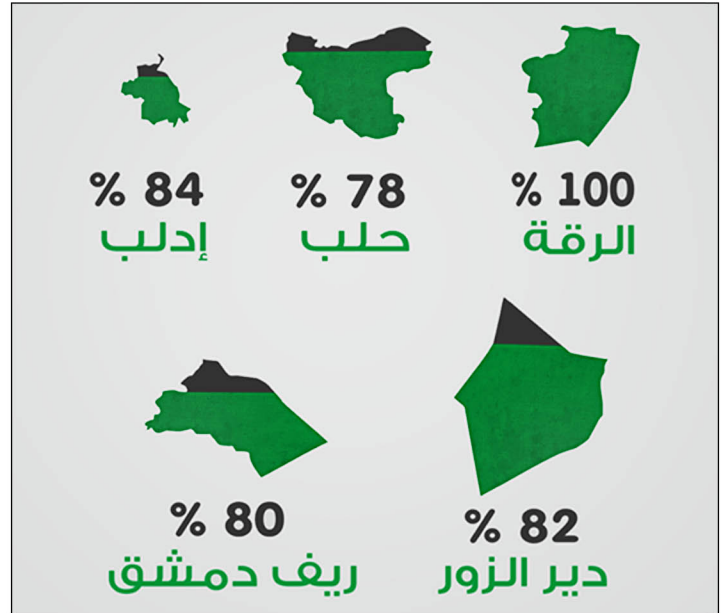 % 100
الرقة
% 78
حلب
% 84
إدلب
% 82
دير الزور
% 80
ريف دمشق